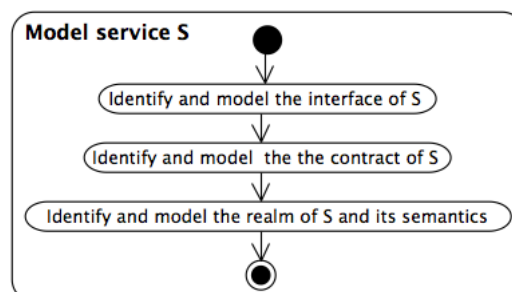 Model service S
Identify and model the interface of S
Identify and model the the contract of S
Identify and model the realm of S and its semantics